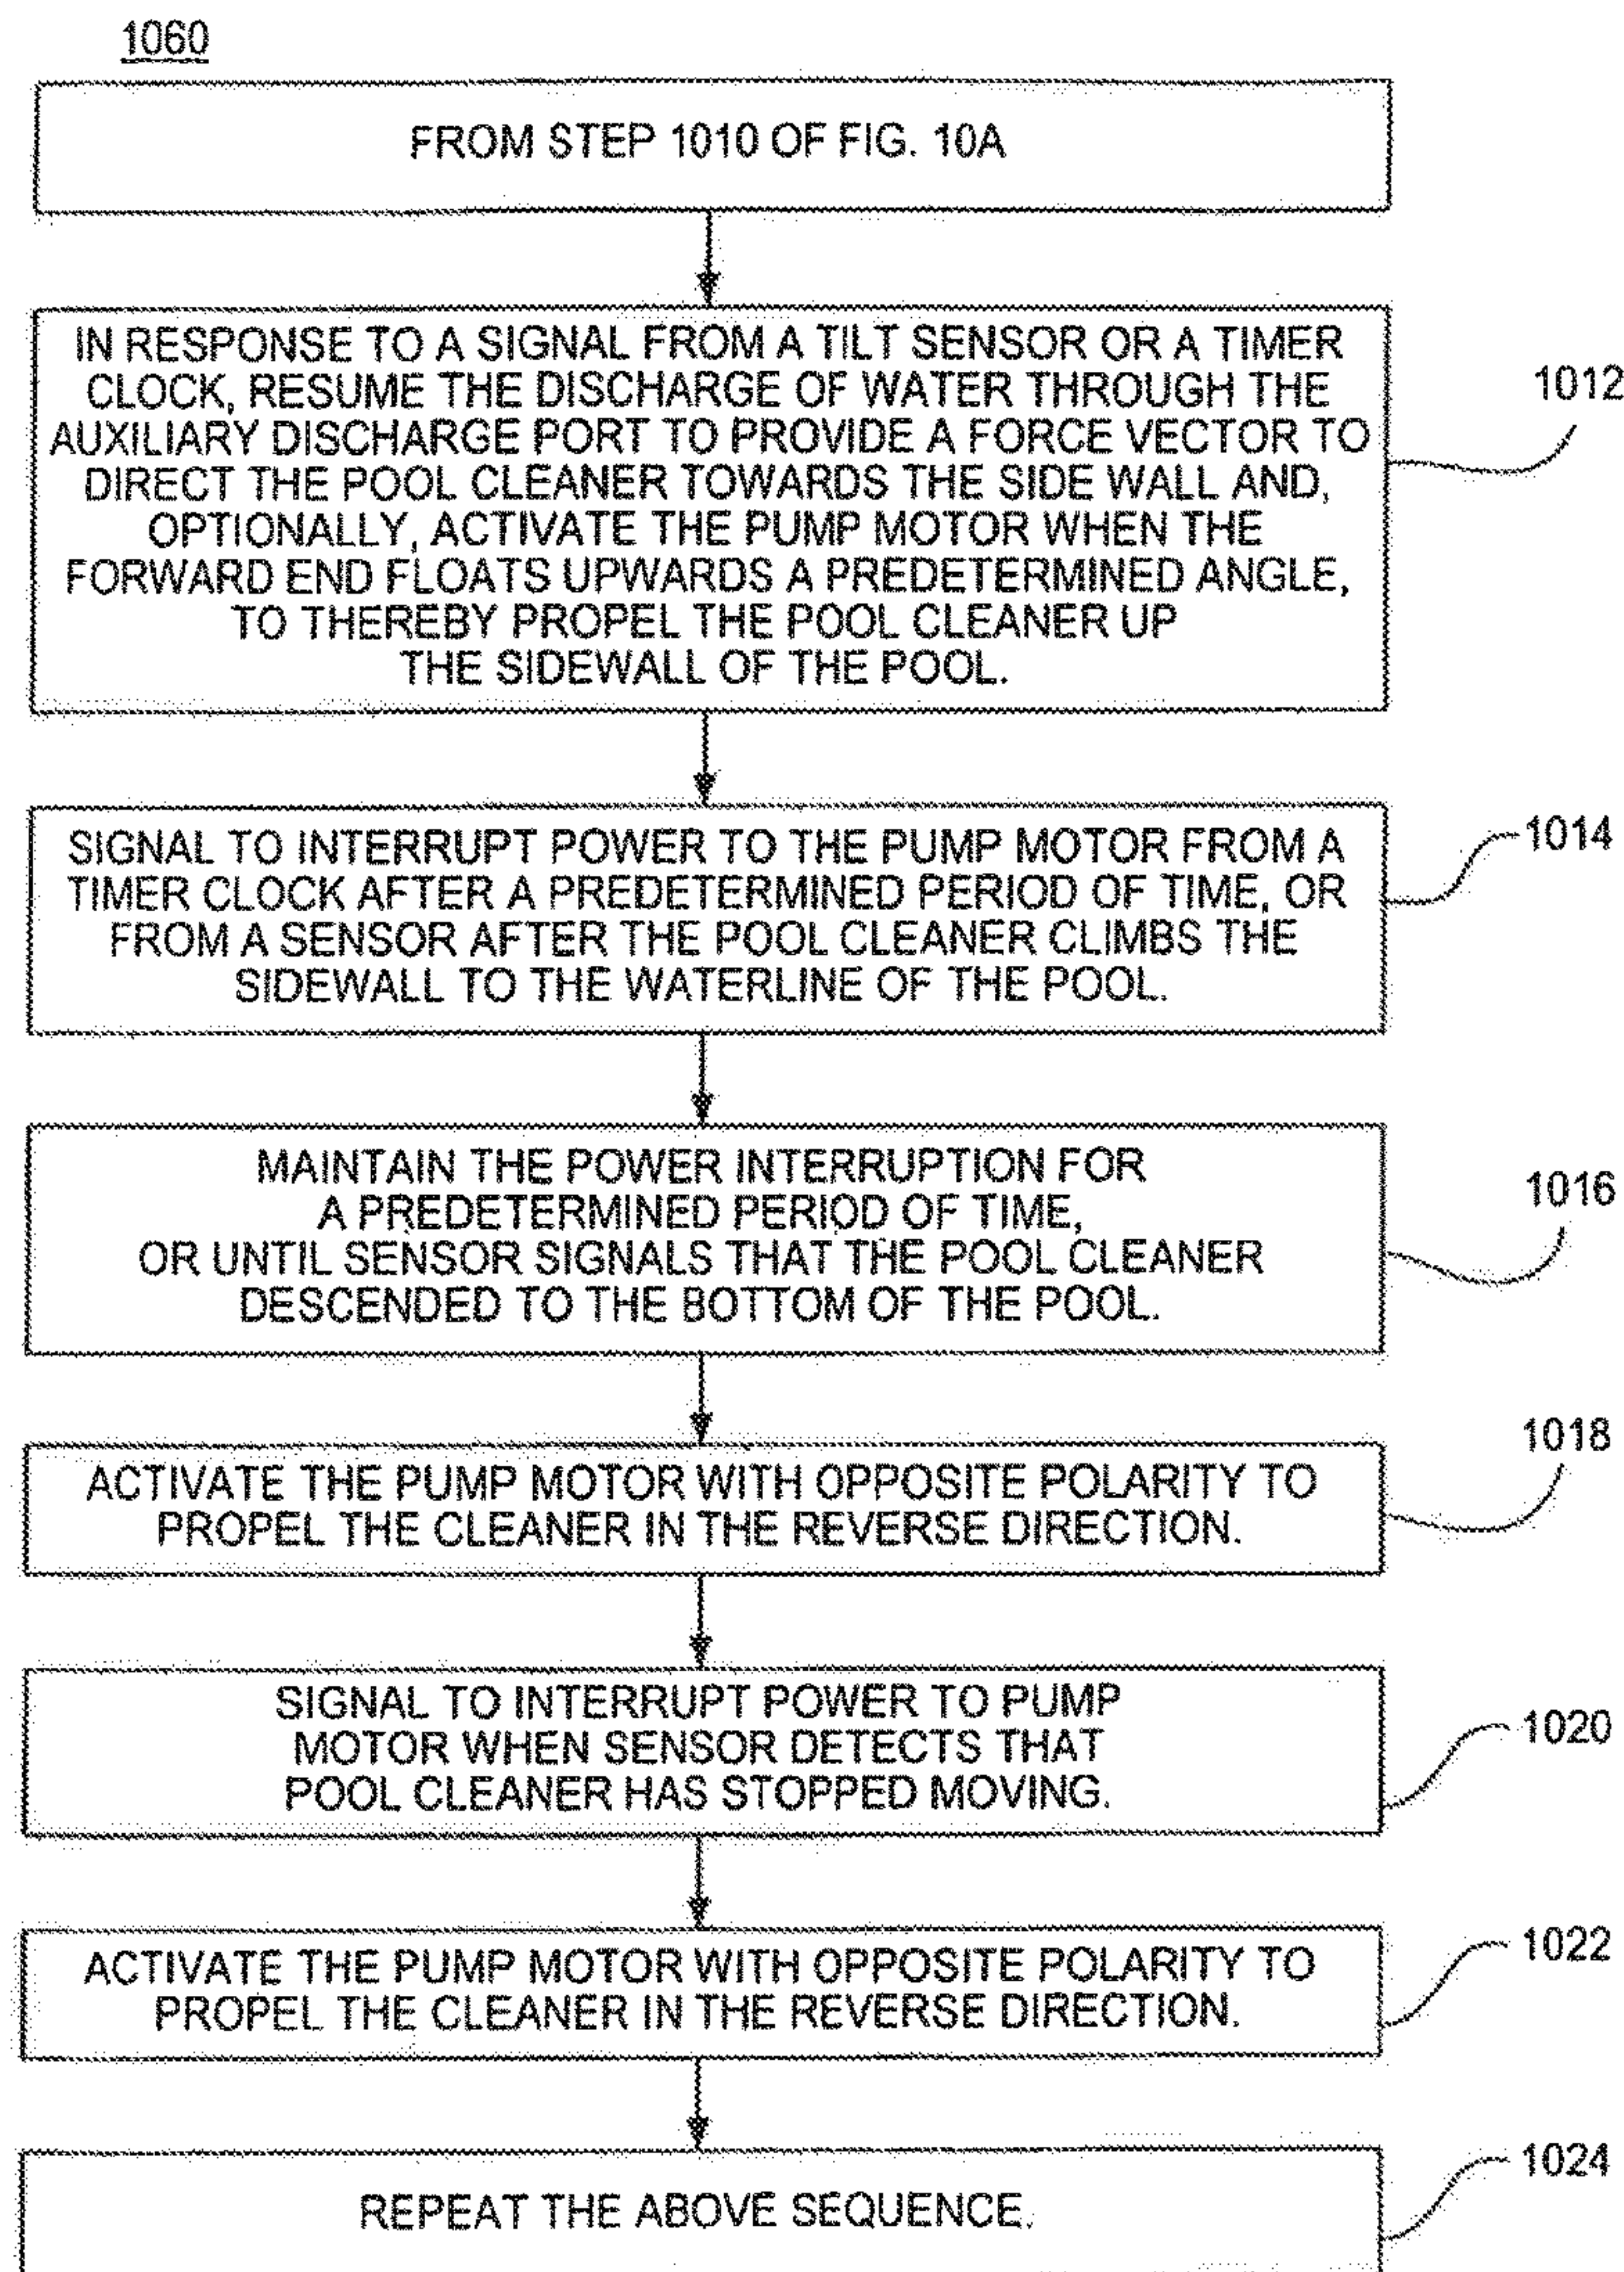 1060
FROM STEP 1010 OF FIG. 10A
IN RESPONSE TO A SIGNAL FROM A TILT SENSOR OR A TIMER
CLOCK, RESUME THE DISCHARGE OF WATER THROUGH THE
AUXILIARY DISCHARGE PORT TO PROVIDE A FORCE VECTOR TO
DIRECT THE POOL CLEANER TOWARDS THE SIDE WALL AND,
OPTIONALLY, ACTIVATE THE PUMP MOTOR WHEN THE
FORWARD END FLOATS UPWARDS A PREDETERMINED ANGLE,
TO THEREBY PROPEL THE POOL CLEANER UP
THE SIDEWALL OF THE POOL.
1012
SIGNAL TO INTERRUPT POWER TO THE PUMP MOTOR FROM A
TIMER CLOCK AFTER A PREDETERMINED PERIOD OF TIME, OR
FROM A SENSOR AFTER THE POOL CLEANER CLIMBS THE
SIDEWALL TO THE WATERLINE OF THE POOL.
1014
MAINTAIN THE POWER INTERRUPTION FOR
A PREDETERMINED PERIOD OF TIME,
OR UNTIL SENSOR SIGNALS THAT THE POOL CLEANER
DESCENDED TO THE BOTTOM OF THE POOL.
1016
ACTIVATE THE PUMP MOTOR WITH OPPOSITE POLARITY TO
PROPEL THE CLEANER IN THE REVERSE DIRECTION.
1018
SIGNAL TO INTERRUPT POWER TO PUMP
MOTOR WHEN SENSOR DETECTS THAT
POOL CLEANER HAS STOPPED MOVING.
1020
ACTIVATE THE PUMP MOTOR WITH OPPOSITE POLARITY TO
PROPEL THE CLEANER IN THE REVERSE DIRECTION.
1022
REPEAT THE ABOVE SEQUENCE.
1024